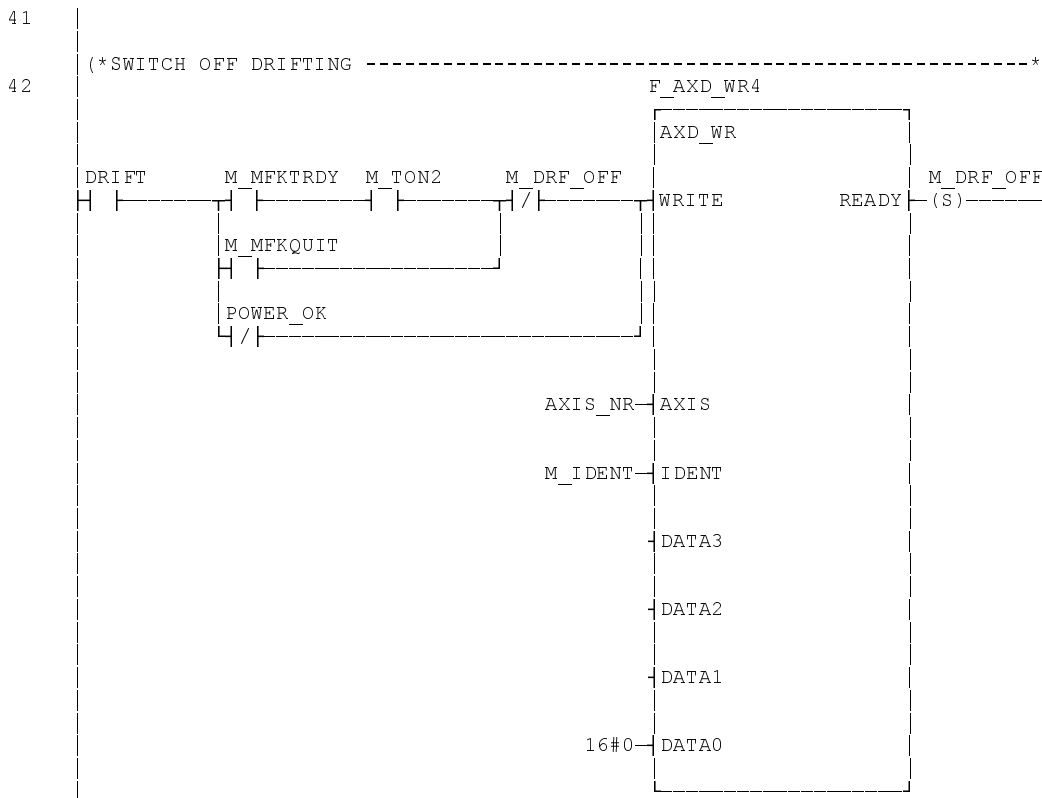 41
(*SWITCH OFF DRIFTING -----------------------------------------------------*
42 F_AXD_WR4
AXD_WR
DRIFT M_MFKTRDY M_TON2 M_DRF_OFF M_DRF_OFF
/ WRITE READY (S)
M_MFKQUIT
POWER_OK
/
AXIS_NR AXIS
M_IDENT IDENT
DATA3
DATA2
DATA1
16#0 DATA0